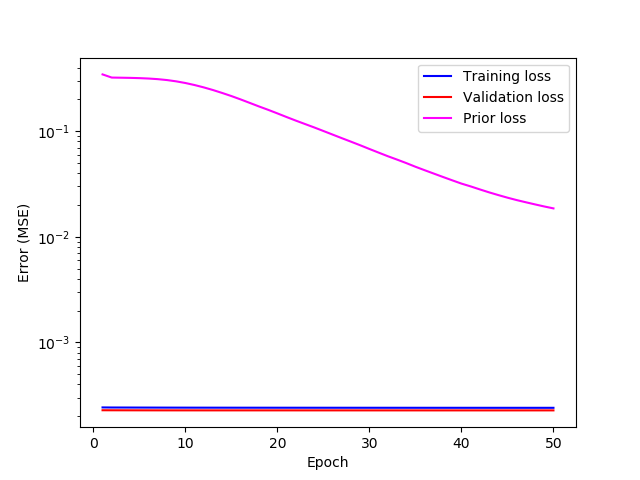 Training loss
Validation loss
Prior loss
10⁻¹
10⁻²
10⁻³
Error (MSE)
0 10 20 30 40 50
Epoch